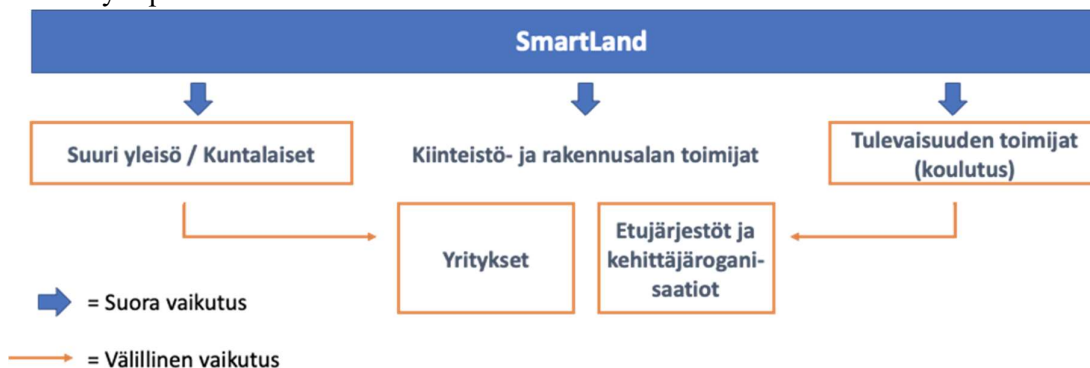 SmartLand
Suuri yleisö / Kuntalaiset
Kiinteistö- ja rakennusalan toimijat
Tulevaisuuden toimijat
(koulutus)
Yritykset
Etujärjestöt ja
kehittäjärogani-
saatiot
= Suora vaikutus
= Välillinen vaikutus